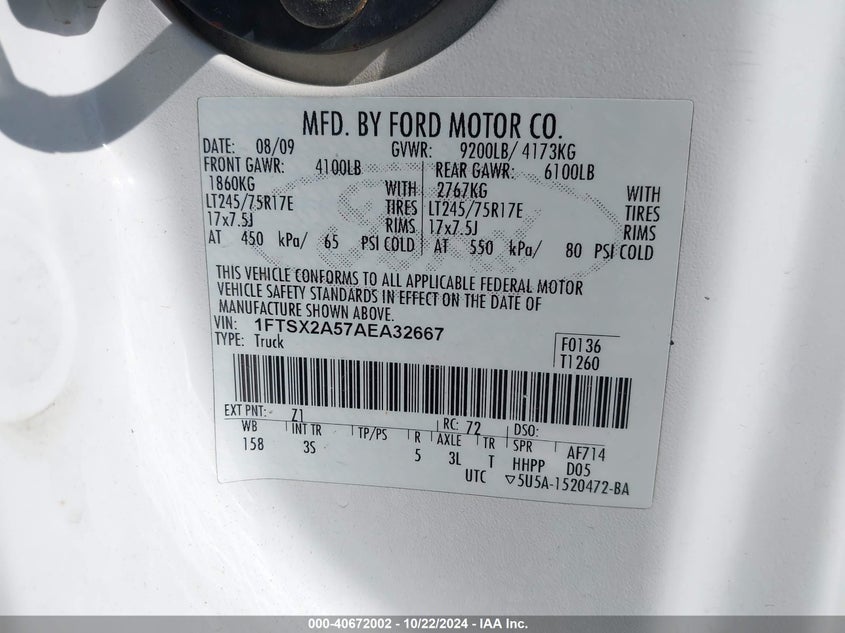 MFD. BY FORD MOTOR CO.
DATE: 08/09 GVWR: 9200LB/ 4173KG
FRONT GAWR: 4100LB REAR GAWR: 6100LB
1860KG WITH 2767KG WITH
LT245/75R17E TIRES LT245/75R17E TIRES
17x7.5J RIMS 17x7.5J RIMS
AT 450 kPa/ 65 PSI COLD AT 550 kPa/ 80 PSI COLD
THIS VEHICLE CONFORMS TO ALL APPLICABLE FEDERAL MOTOR
VEHICLE SAFETY STANDARDS IN EFFECT ON THE DATE OF
MANUFACTURE SHOWN ABOVE.
VIN: 1FTSX2A57AEA32667
TYPE: Truck
F0136
T1260
EXT PNT: Z1 RC: 72 DSO:
WB INT TR TP/PS R AXLE TR SPR AF714
158 3S 5 3L T HHPP D05
UTC ▽5U5A-1520472-BA
000-40672002 - 10/22/2024 - IAA Inc.